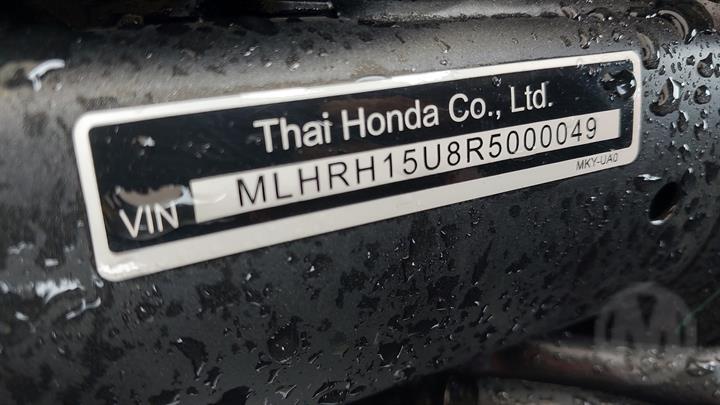 Thai Honda Co., Ltd.
VIN MLHRH15U8R5000049
MKY-UA0
M